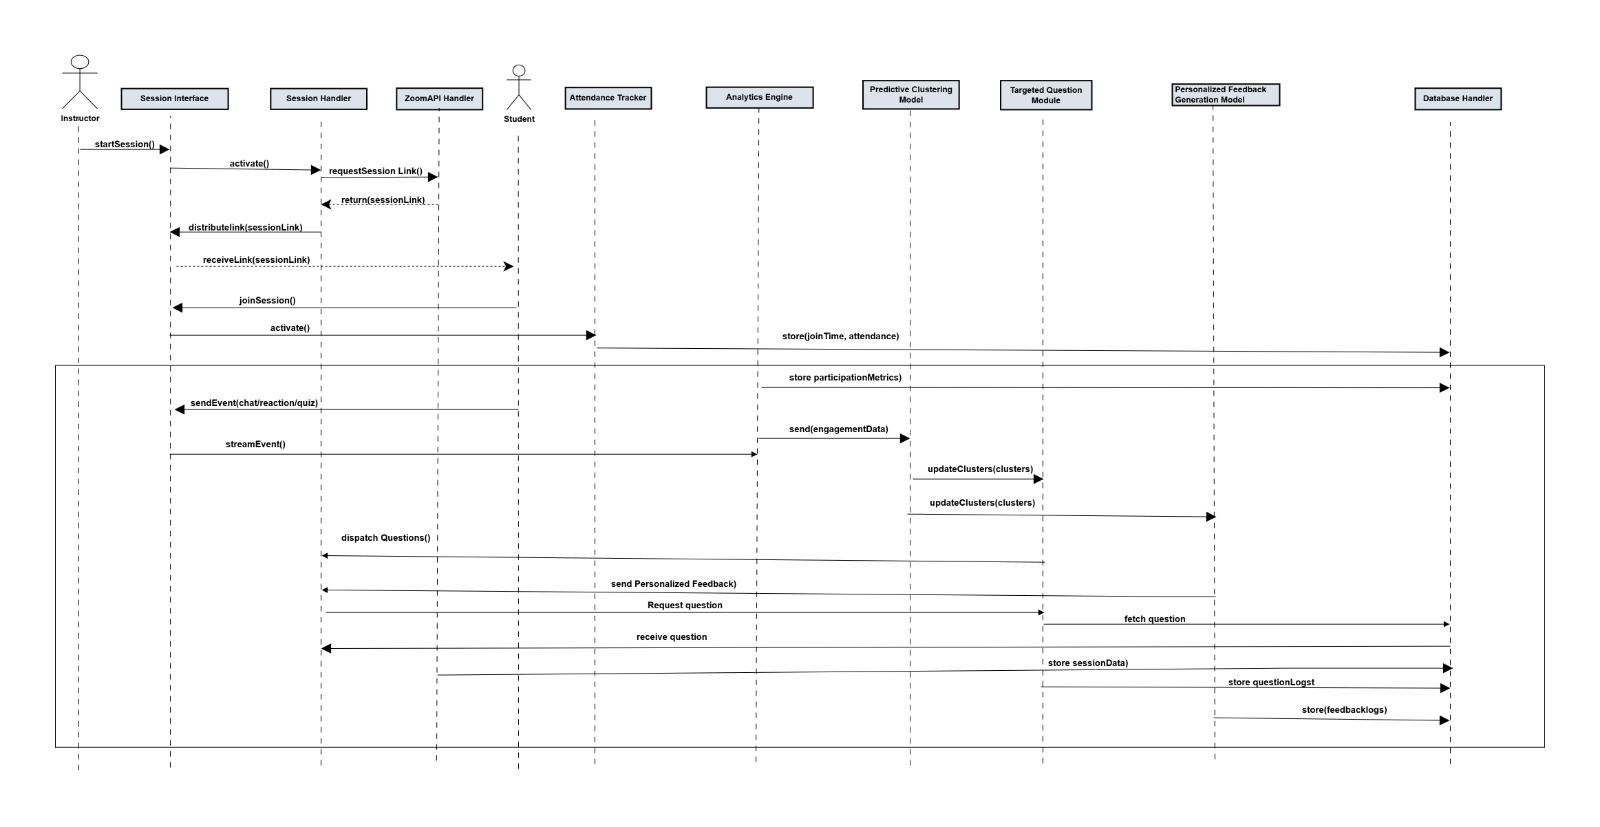 Instructor
Session Interface
Session Handler
ZoomAPI Handler
Student
Attendance Tracker
Analytics Engine
Predictive Clustering
Model
Targeted Question
Module
Personalized Feedback
Generation Model
Database Handler
startSession()
activate()
requestSession Link()
return(sessionLink)
distributelink(sessionLink)
receiveLink(sessionLink)
joinSession()
activate()
store(joinTime, attendance)
store participationMetrics)
sendEvent(chat/reaction/quiz)
send(engagementData)
streamEvent()
updateClusters(clusters)
updateClusters(clusters)
dispatch Questions()
send Personalized Feedback)
Request question
fetch question
receive question
store sessionData)
store questionLogst
store(feedbacklogs)